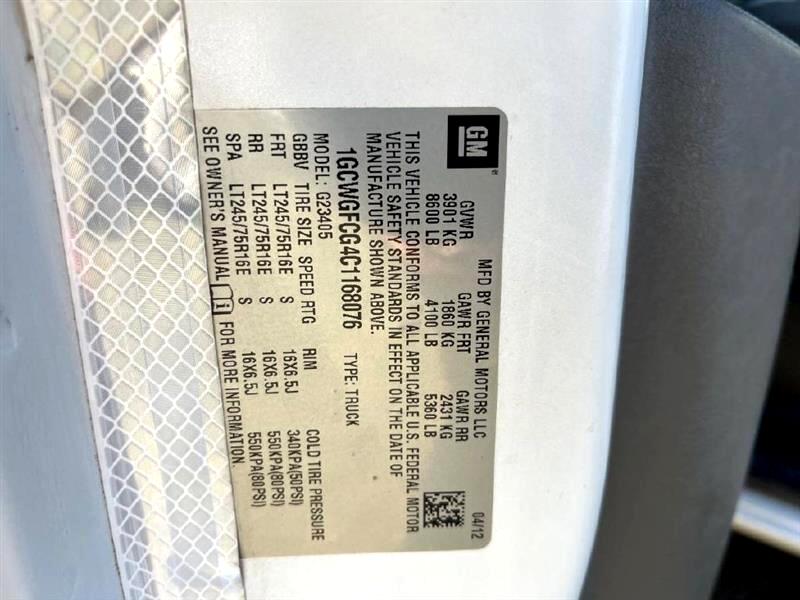 GM
MFD BY GENERAL MOTORS LLC 04/12
GVWR GAWR FRT GAWR RR
3901 KG 1860 KG 2431 KG
8600 LB 4100 LB 5360 LB
THIS VEHICLE CONFORMS TO ALL APPLICABLE U.S. FEDERAL MOTOR
VEHICLE SAFETY STANDARDS IN EFFECT ON THE DATE OF
MANUFACTURE SHOWN ABOVE.
1GCWGFCG4C1168076 TYPE: TRUCK
MODEL: G23405
GBBV TIRE SIZE SPEED RTG RIM COLD TIRE PRESSURE
FRT LT245/75R16E S 16X6.5J 340KPA(50PSI)
RR LT245/75R16E S 16X6.5J 550KPA(80PSI)
SPA LT245/75R16E S 16X6.5J 550KPA(80PSI)
SEE OWNER'S MANUAL i FOR MORE INFORMATION.